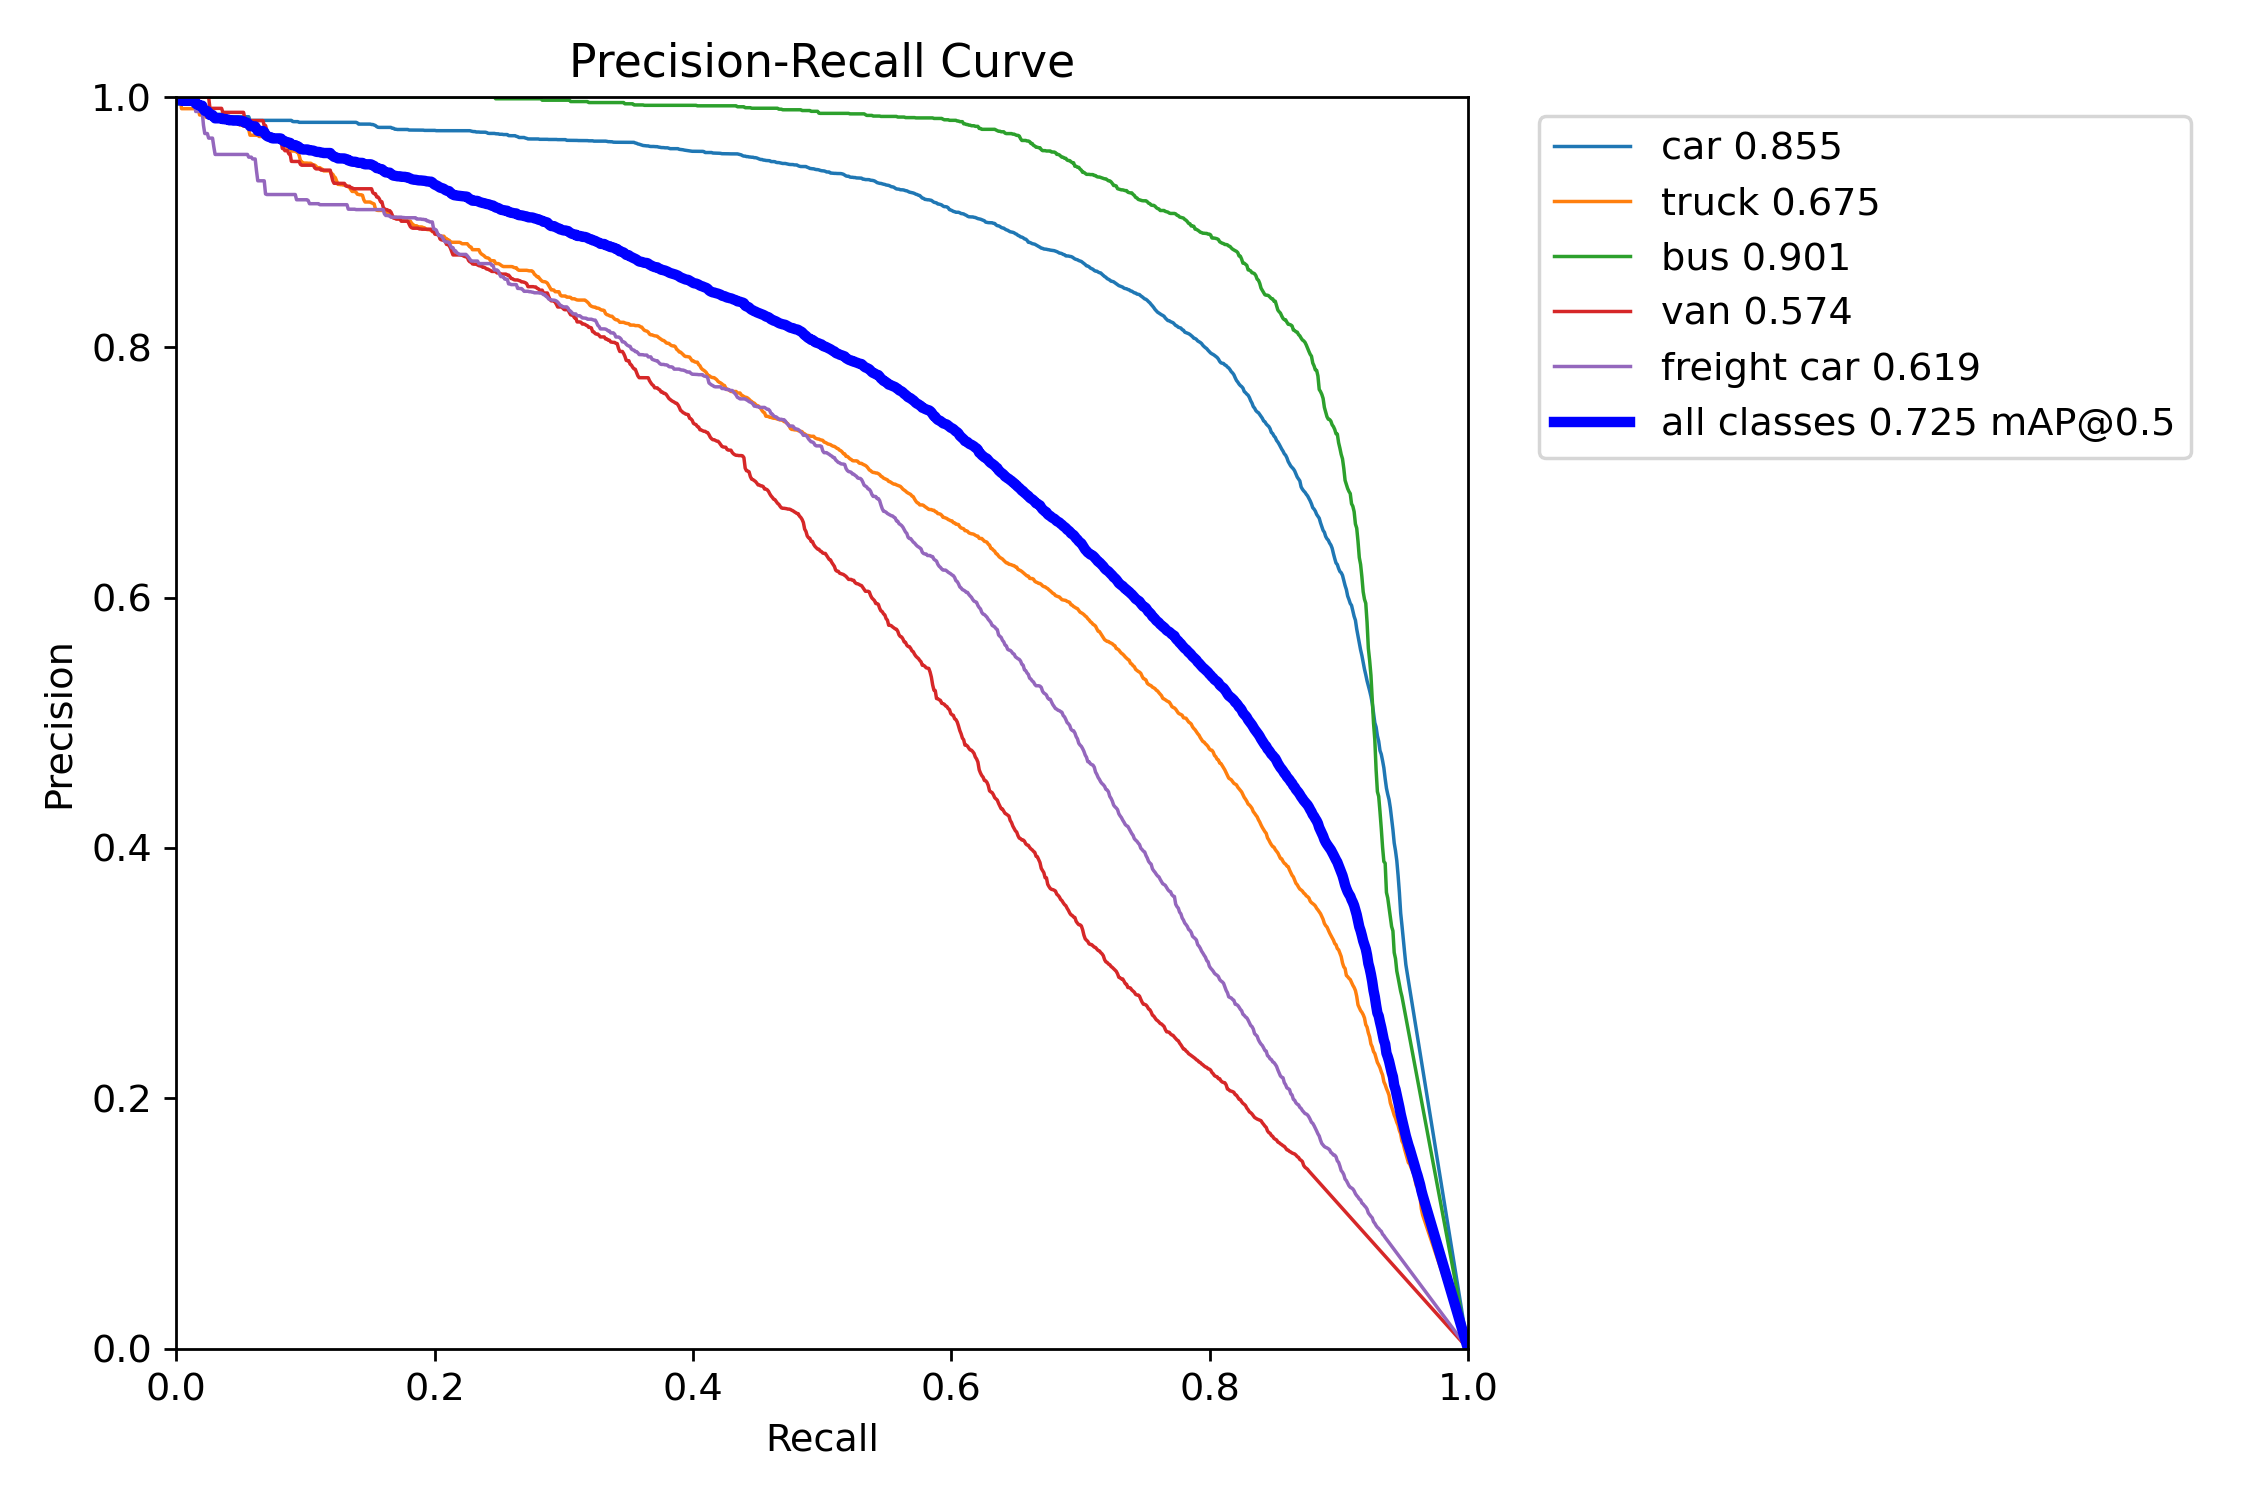 Precision-Recall Curve
1.0
0.8
0.6
0.4
0.2
0.0
Precision
0.0 0.2 0.4 0.6 0.8 1.0
Recall
car 0.855
truck 0.675
bus 0.901
van 0.574
freight car 0.619
all classes 0.725 mAP@0.5